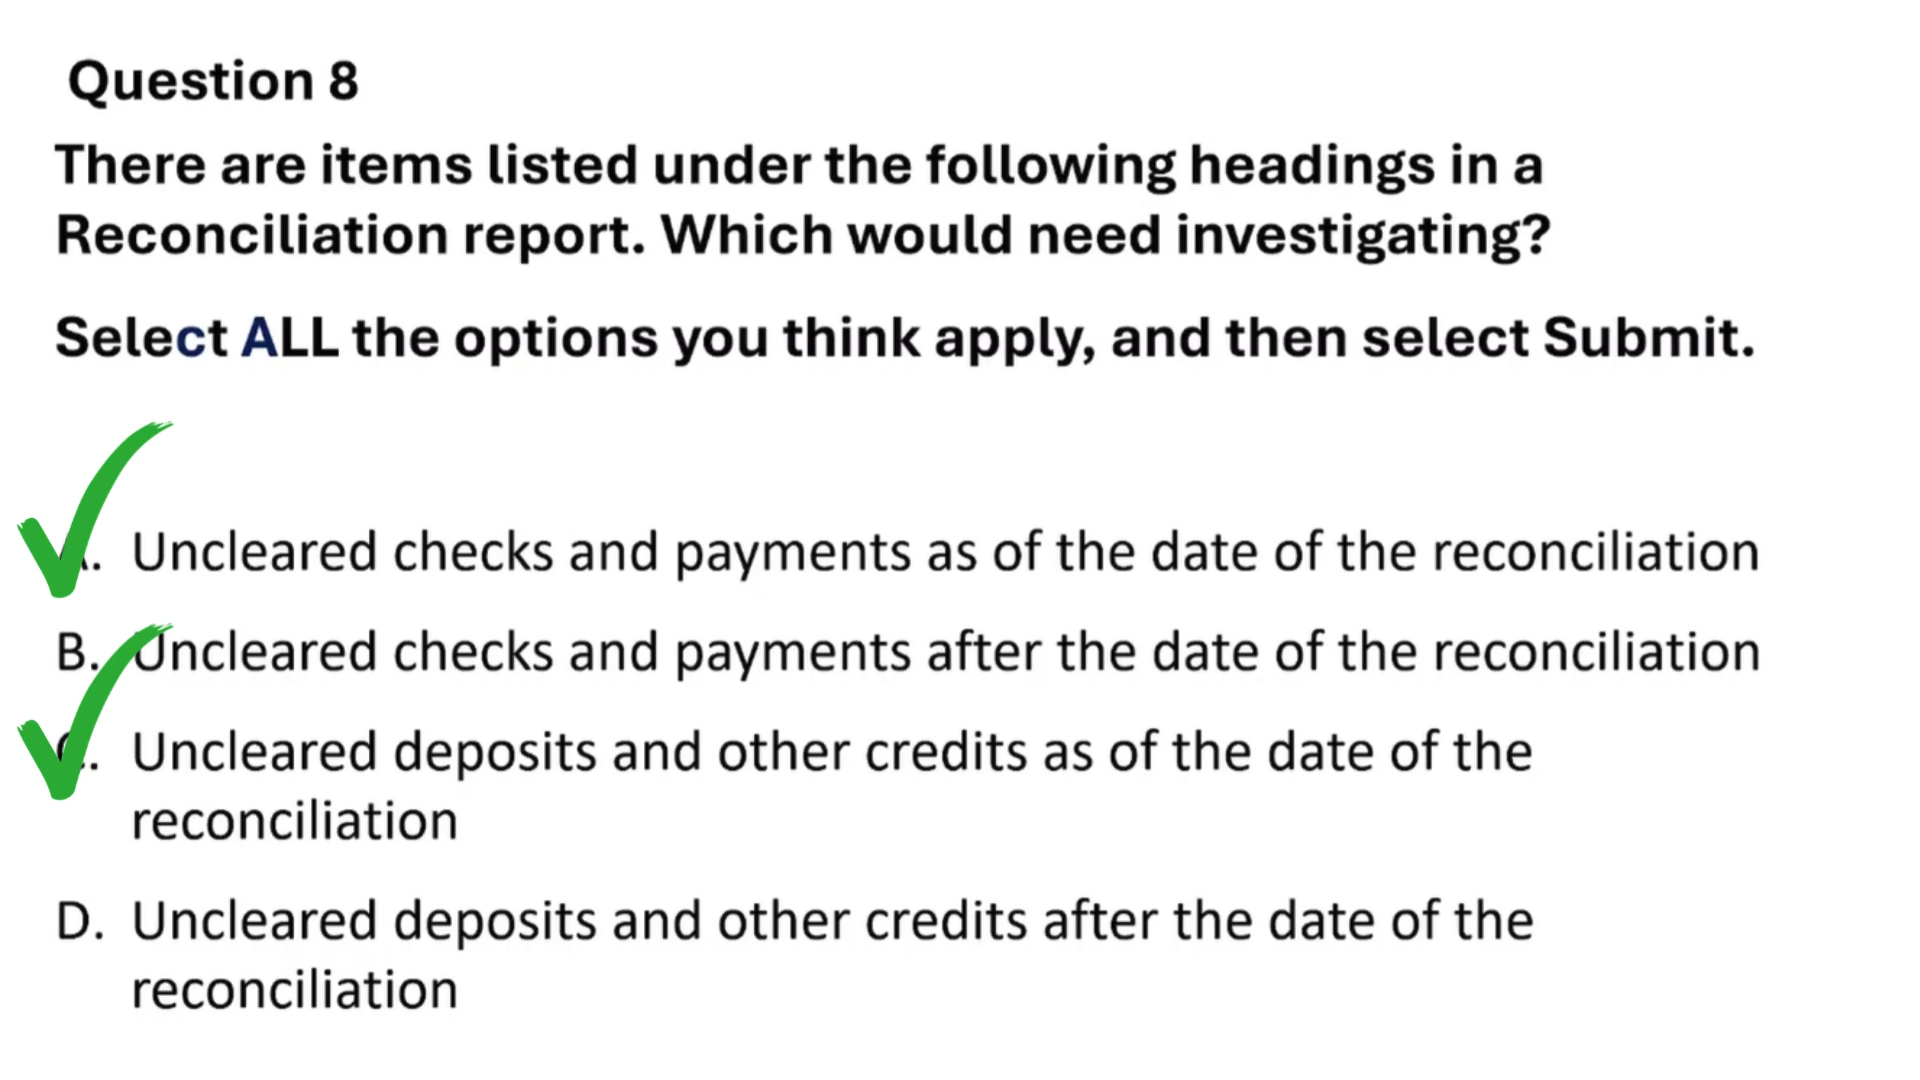 Question 8
There are items listed under the following headings in a
Reconciliation report. Which would need investigating?
Select ALL the options you think apply, and then select Submit.
A. Uncleared checks and payments as of the date of the reconciliation
B. Uncleared checks and payments after the date of the reconciliation
C. Uncleared deposits and other credits as of the date of the
reconciliation
D. Uncleared deposits and other credits after the date of the
reconciliation